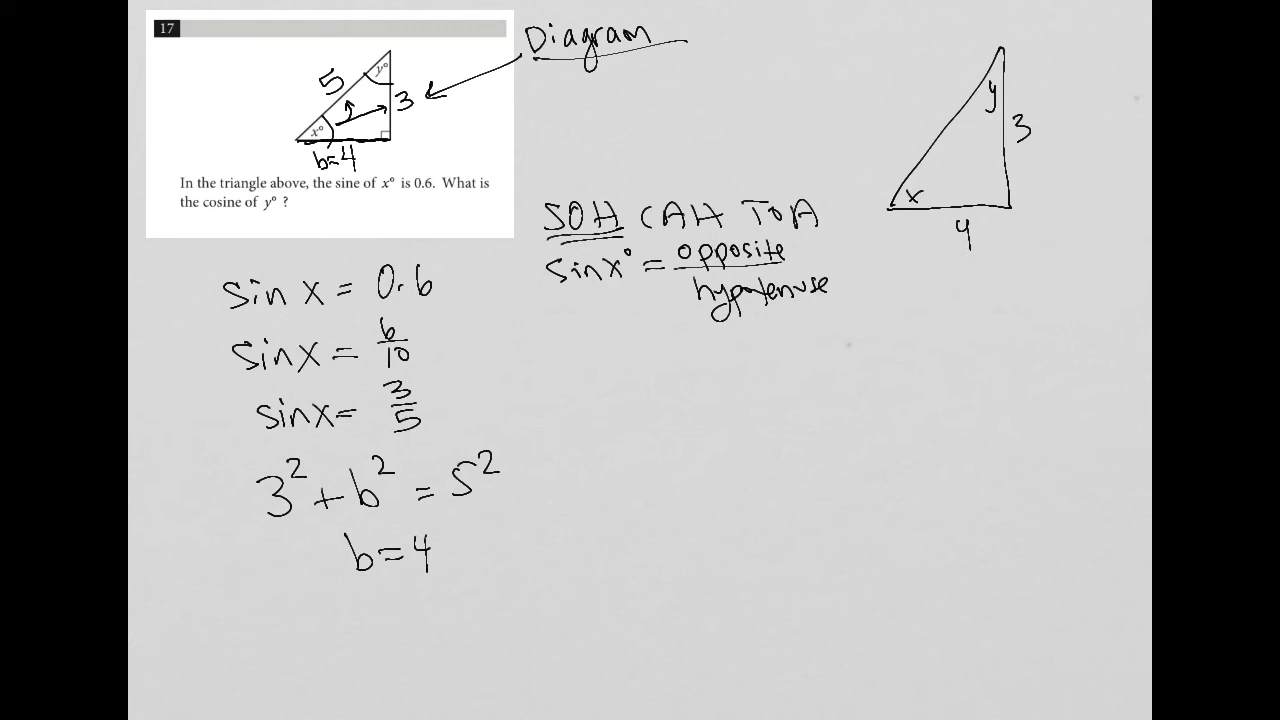 17
Diagram
5
y°
3
x°
b=4
In the triangle above, the sine of x° is 0.6. What is
the cosine of y° ?
SOH CAH TOA
sin x° = opposite
hypotenuse
sin x = 0.6
sin x = 6/10
sin x = 3/5
3² + b² = 5²
b = 4
y
3
x
4